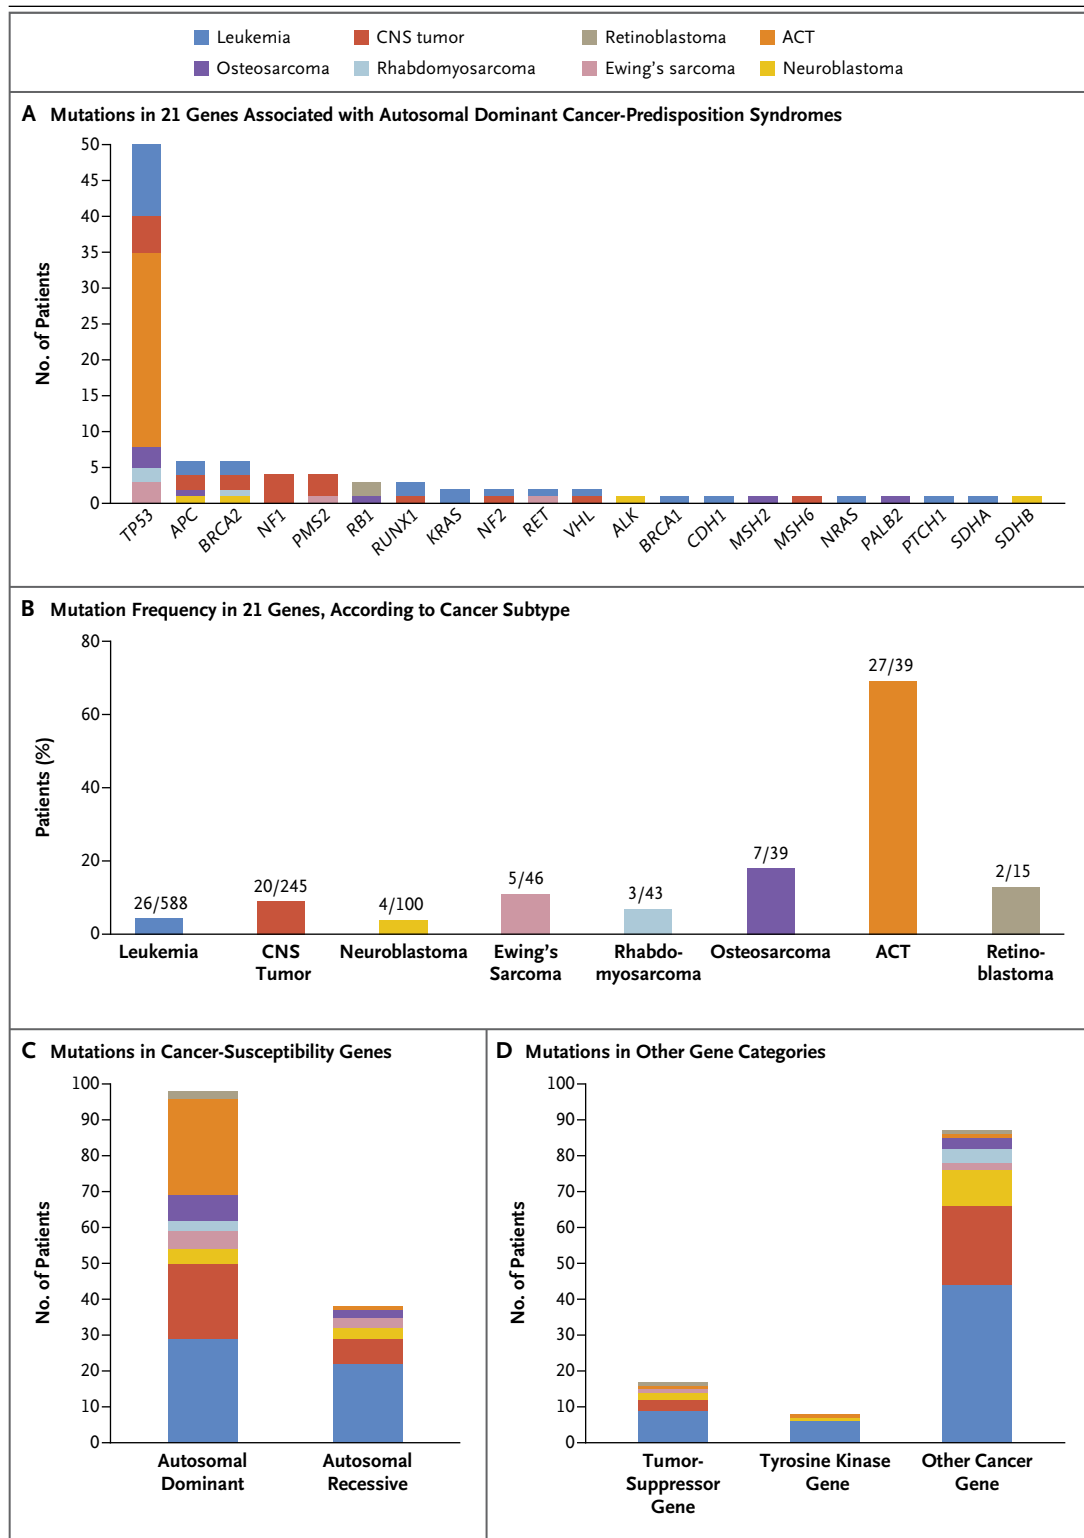 Leukemia CNS tumor Retinoblastoma ACT
Osteosarcoma Rhabdomyosarcoma Ewing's sarcoma Neuroblastoma
A Mutations in 21 Genes Associated with Autosomal Dominant Cancer-Predisposition Syndromes
No. of Patients
50
45
40
35
30
25
20
15
10
5
0
TP53 APC BRCA2 NF1 PMS2 RB1 RUNX1 KRAS NF2 RET VHL ALK BRCA1 CDH1 MSH2 MSH6 NRAS PALB2 PTCH1 SDHA SDHB
B Mutation Frequency in 21 Genes, According to Cancer Subtype
Patients (%)
80
60
40
20
0
26/588 20/245 4/100 5/46 3/43 7/39 27/39 2/15
Leukemia CNS Neuroblastoma Ewing's Rhabdo- Osteosarcoma ACT Retino-
Tumor Sarcoma myosarcoma blastoma
C Mutations in Cancer-Susceptibility Genes
No. of Patients
100
90
80
70
60
50
40
30
20
10
0
Autosomal Autosomal
Dominant Recessive
D Mutations in Other Gene Categories
No. of Patients
100
90
80
70
60
50
40
30
20
10
0
Tumor- Tyrosine Kinase Other Cancer
Suppressor Gene Gene
Gene